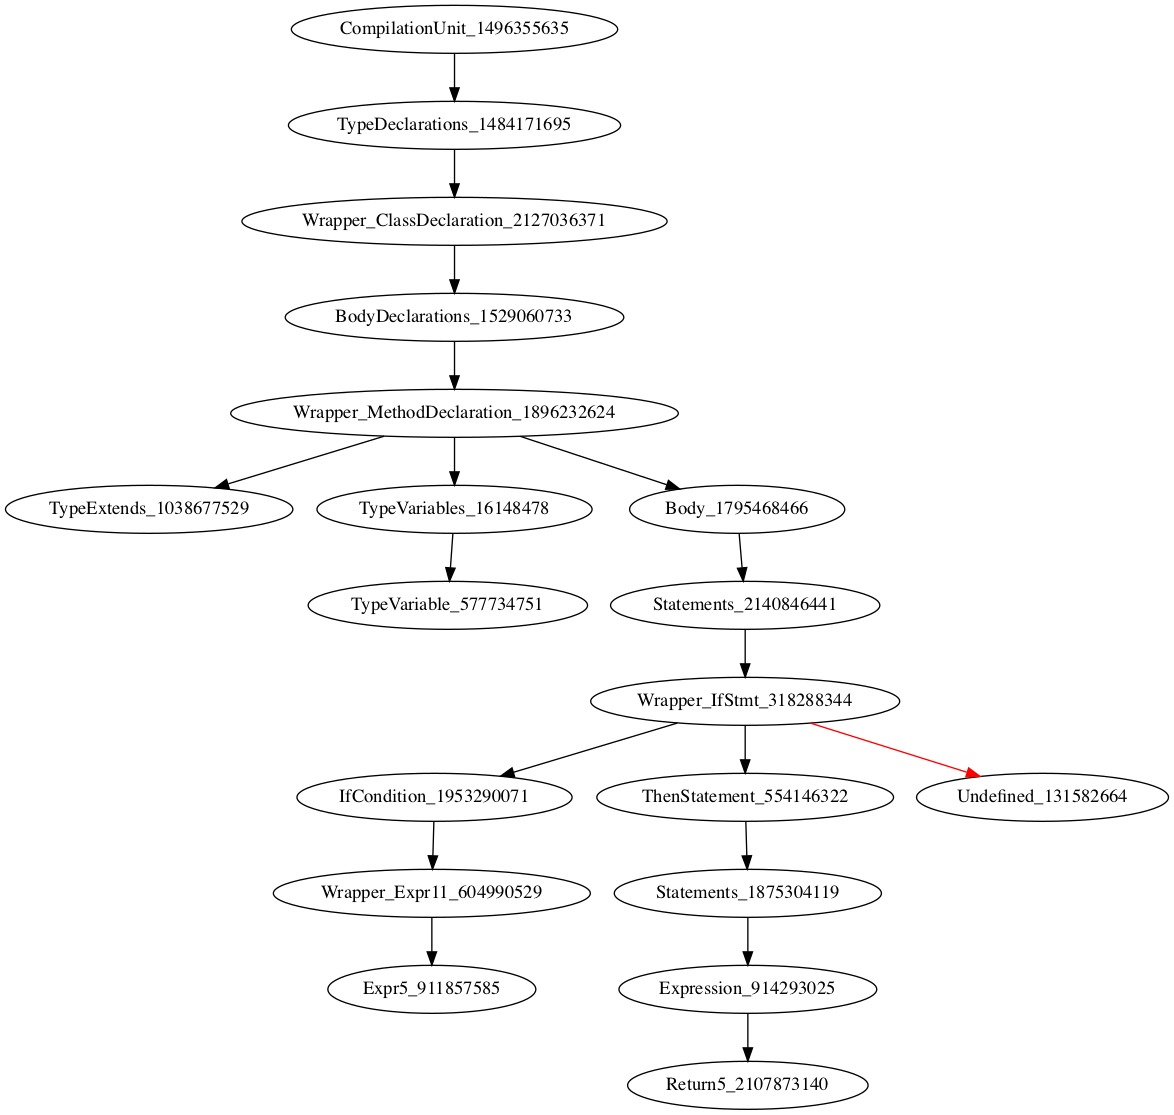 CompilationUnit_1496355635
TypeDeclarations_1484171695
Wrapper_ClassDeclaration_2127036371
BodyDeclarations_1529060733
Wrapper_MethodDeclaration_1896232624
TypeExtends_1038677529
TypeVariables_16148478
Body_1795468466
TypeVariable_577734751
Statements_2140846441
Wrapper_IfStmt_318288344
IfCondition_1953290071
ThenStatement_554146322
Undefined_131582664
Wrapper_Expr11_604990529
Statements_1875304119
Expr5_911857585
Expression_914293025
Return5_2107873140